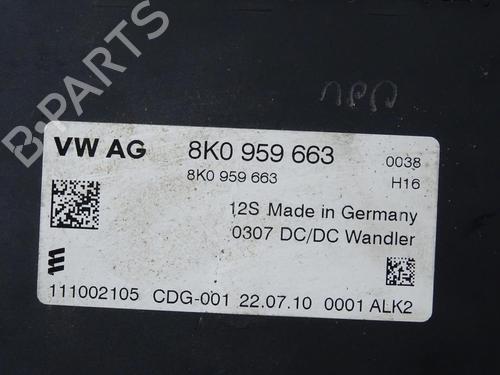 B-PARTS
VW AG 8K0 959 663 0038
8K0 959 663 H16
12S Made in Germany
0307 DC/DC Wandler
111002105 CDG-001 22.07.10 0001 ALK2